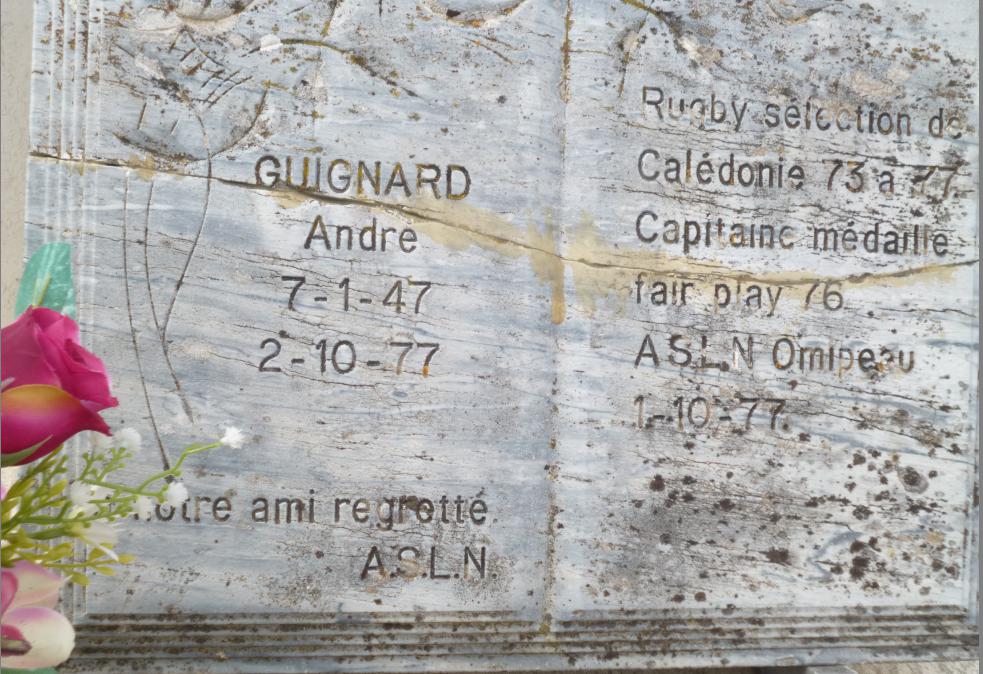 GUIGNARD
André
7-1-47
2-10-77
notre ami regretté
A.S.L.N.
Rugby sélection de
Calédonie 73 à 77
Capitaine médaille
fair play 76
A.S.L.N Omipeau
1-10-77.